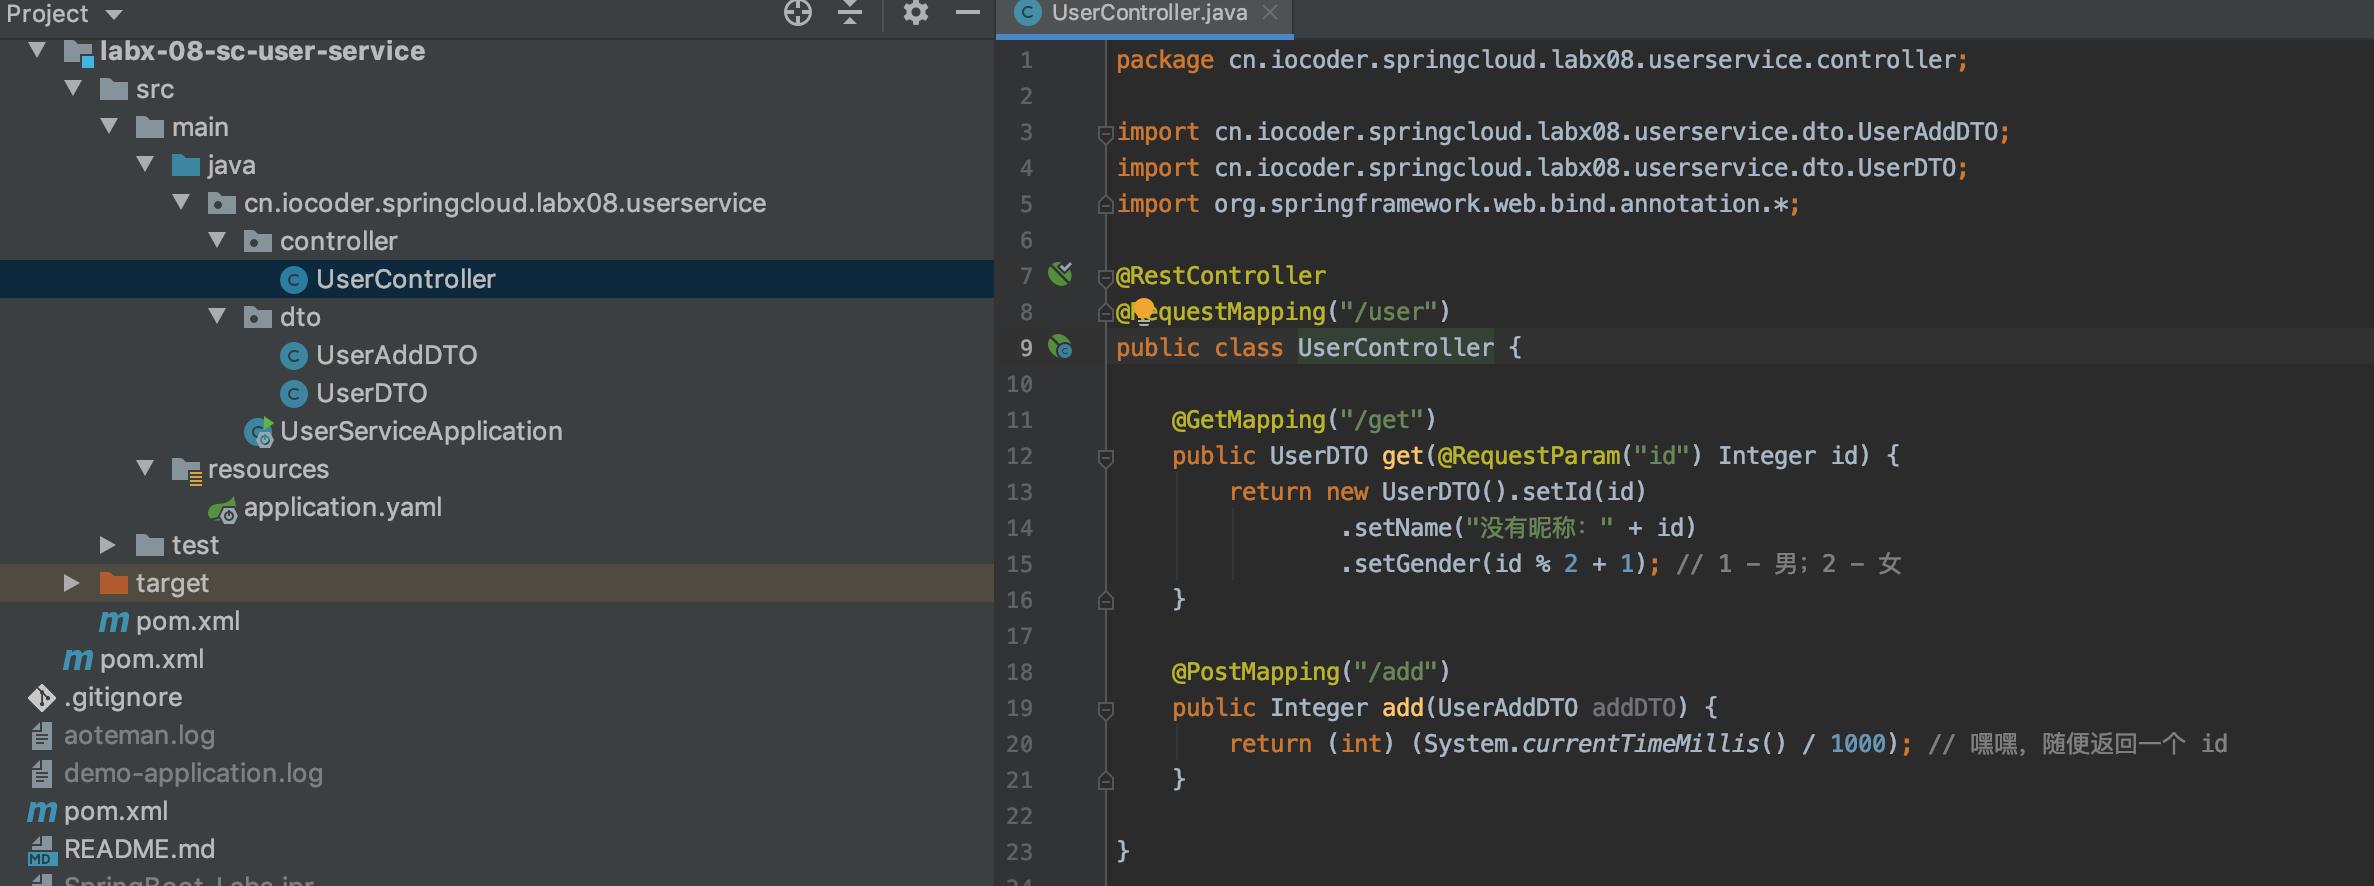 Project
labx-08-sc-user-service
src
main
java
cn.iocoder.springcloud.labx08.userservice
controller
UserController
dto
UserAddDTO
UserDTO
UserServiceApplication
resources
application.yaml
test
target
pom.xml
pom.xml
.gitignore
aoteman.log
demo-application.log
pom.xml
README.md
SpringBoot-Labs.ipr
UserController.java
1 package cn.iocoder.springcloud.labx08.userservice.controller;
2
3 import cn.iocoder.springcloud.labx08.userservice.dto.UserAddDTO;
4 import cn.iocoder.springcloud.labx08.userservice.dto.UserDTO;
5 import org.springframework.web.bind.annotation.*;
6
7 @RestController
8 @RequestMapping("/user")
9 public class UserController {
10
11 @GetMapping("/get")
12 public UserDTO get(@RequestParam("id") Integer id) {
13 return new UserDTO().setId(id)
14 .setName("没有昵称：" + id)
15 .setGender(id % 2 + 1); // 1 - 男；2 - 女
16 }
17
18 @PostMapping("/add")
19 public Integer add(UserAddDTO addDTO) {
20 return (int) (System.currentTimeMillis() / 1000); // 嘿嘿，随便返回一个 id
21 }
22
23 }
24